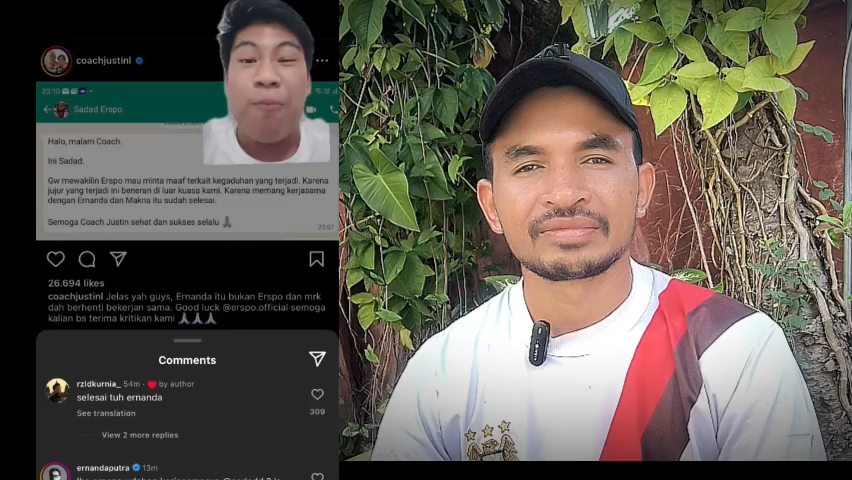 coachjustinl
23:10
Sadad Erspo
Halo, malam Coach.
Ini Sadad.
Gw mewakilin Erspo mau minta maaf terkait kegaduhan yang terjadi. Karena
jujur yang terjadi ini beneran di luar kuasa kami. Karena memang kerjasama
dengan Ernanda dan Makna itu sudah selesai.
Semoga Coach Justin sehat dan sukses selalu
23:07
26.694 likes
coachjustinl Jelas yah guys, Ernanda itu bukan Erspo dan mrk
dah berhenti bekerjan sama. Good luck @erspo.official semoga
kalian bs terima kritikan kami
Comments
rzldkurnia_ 54m · by author
selesai tuh ernanda
309
See translation
View 2 more replies
ernandaputra 13m